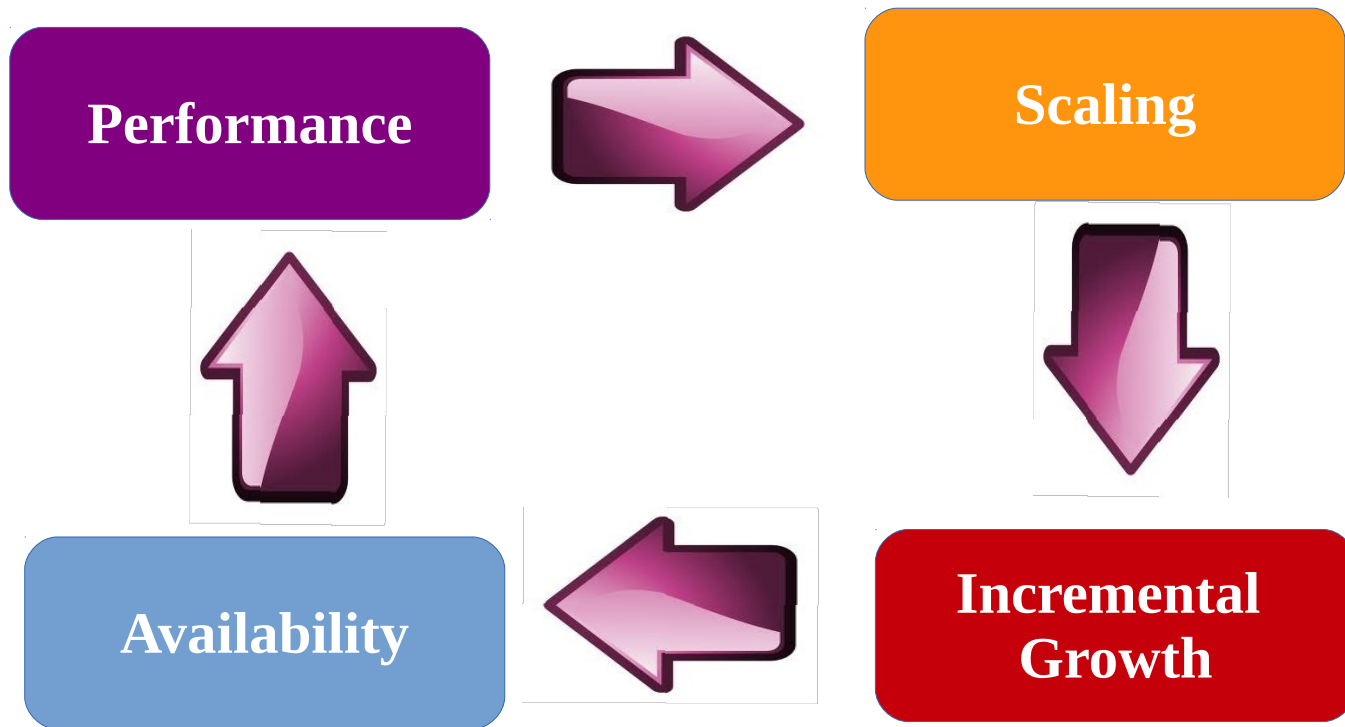 Performance
Scaling
Availability
Incremental
Growth